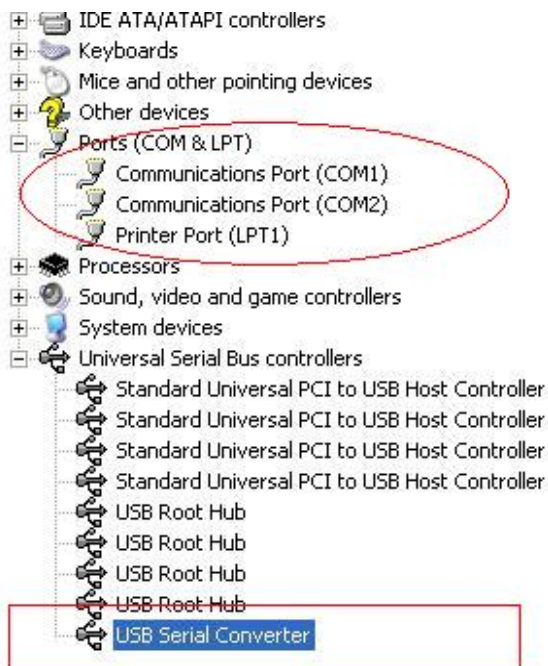 IDE ATA/ATAPI controllers
Keyboards
Mice and other pointing devices
Other devices
Ports (COM & LPT)
Communications Port (COM1)
Communications Port (COM2)
Printer Port (LPT1)
Processors
Sound, video and game controllers
System devices
Universal Serial Bus controllers
Standard Universal PCI to USB Host Controller
Standard Universal PCI to USB Host Controller
Standard Universal PCI to USB Host Controller
Standard Universal PCI to USB Host Controller
USB Root Hub
USB Root Hub
USB Root Hub
USB Root Hub
USB Serial Converter